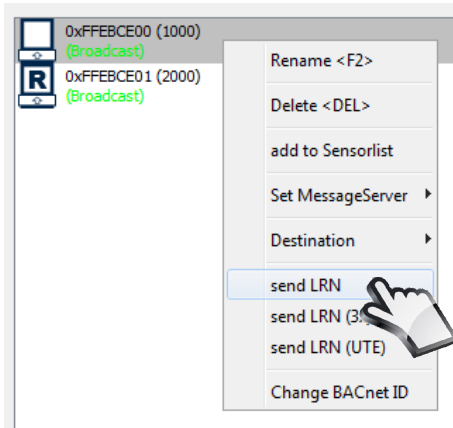 0xFFEBCE00 (1000)
(Broadcast)
R
0xFFEBCE01 (2000)
(Broadcast)
Rename <F2>
Delete <DEL>
add to Sensorlist
Set MessageServer
Destination
send LRN
send LRN
send LRN (UTE)
Change BACnet ID